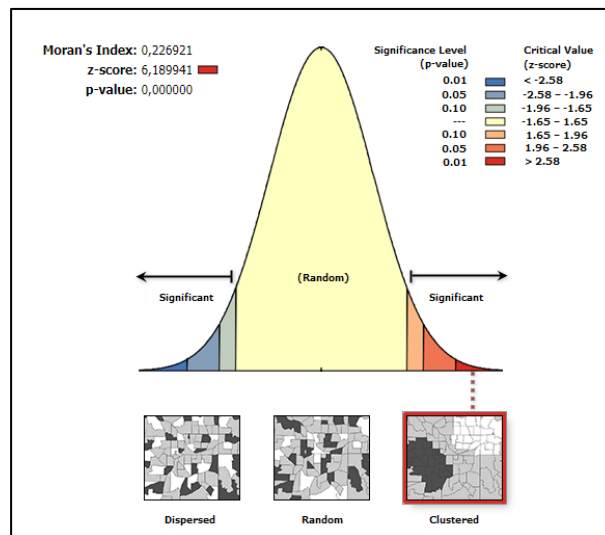 Moran's Index: 0,226921
z-score: 6,189941
p-value: 0,000000
Significance Level
(p-value)
Critical Value
(z-score)
0.01 < -2.58
0.05 -2.58 – -1.96
0.10 -1.96 – -1.65
--- -1.65 – 1.65
0.10 1.65 – 1.96
0.05 1.96 – 2.58
0.01 > 2.58
Significant
(Random)
Significant
Dispersed
Random
Clustered